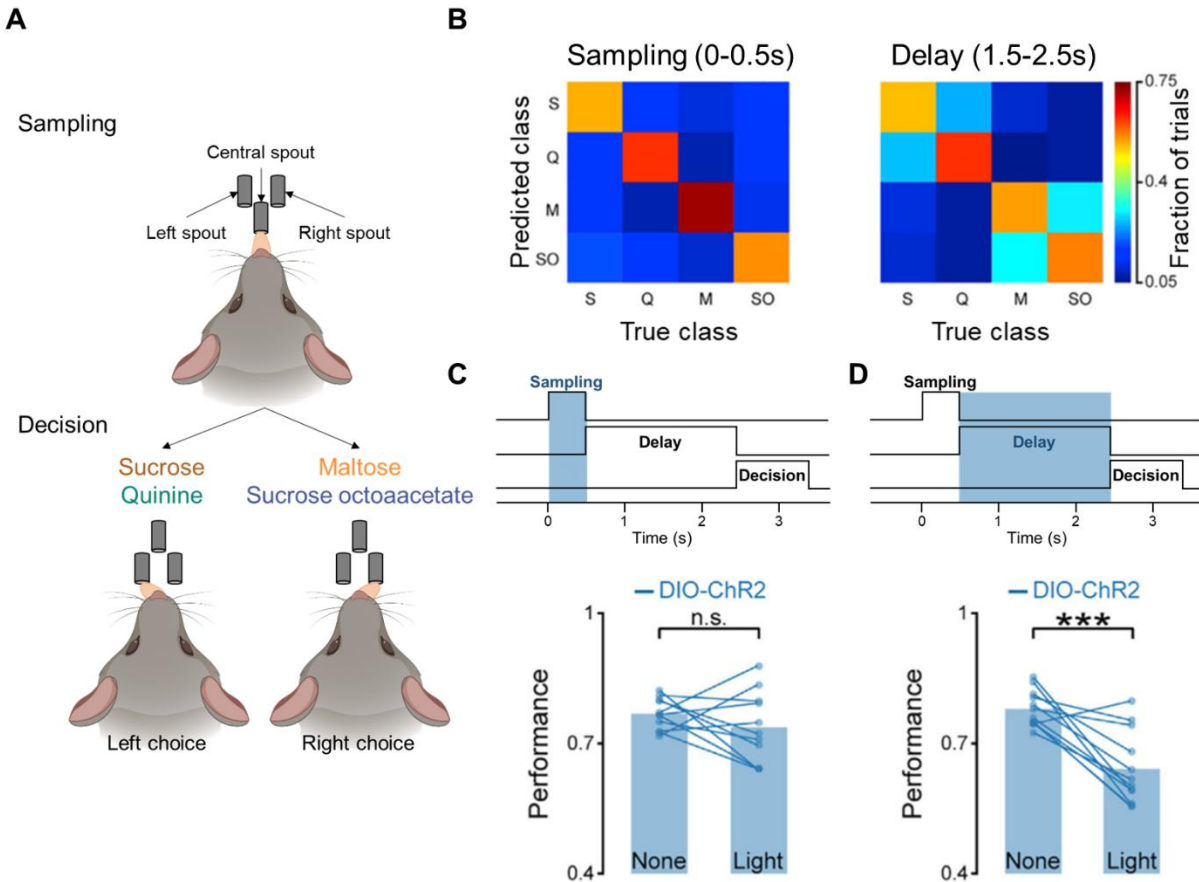 A
Sampling
Central spout
Left spout
Right spout
Decision
Sucrose
Quinine
Maltose
Sucrose octoaacetate
Left choice
Right choice
B
Sampling (0-0.5s)
Delay (1.5-2.5s)
Predicted class
S
Q
M
SO
S Q M SO
True class
S Q M SO
True class
0.75
0.4
0.05
Fraction of trials
C
Sampling
Delay
Decision
0 1 2 3
Time (s)
DIO-ChR2
n.s.
1
0.7
0.4
Performance
None Light
D
Sampling
Delay
Decision
0 1 2 3
Time (s)
DIO-ChR2
***
1
0.7
0.4
Performance
None Light